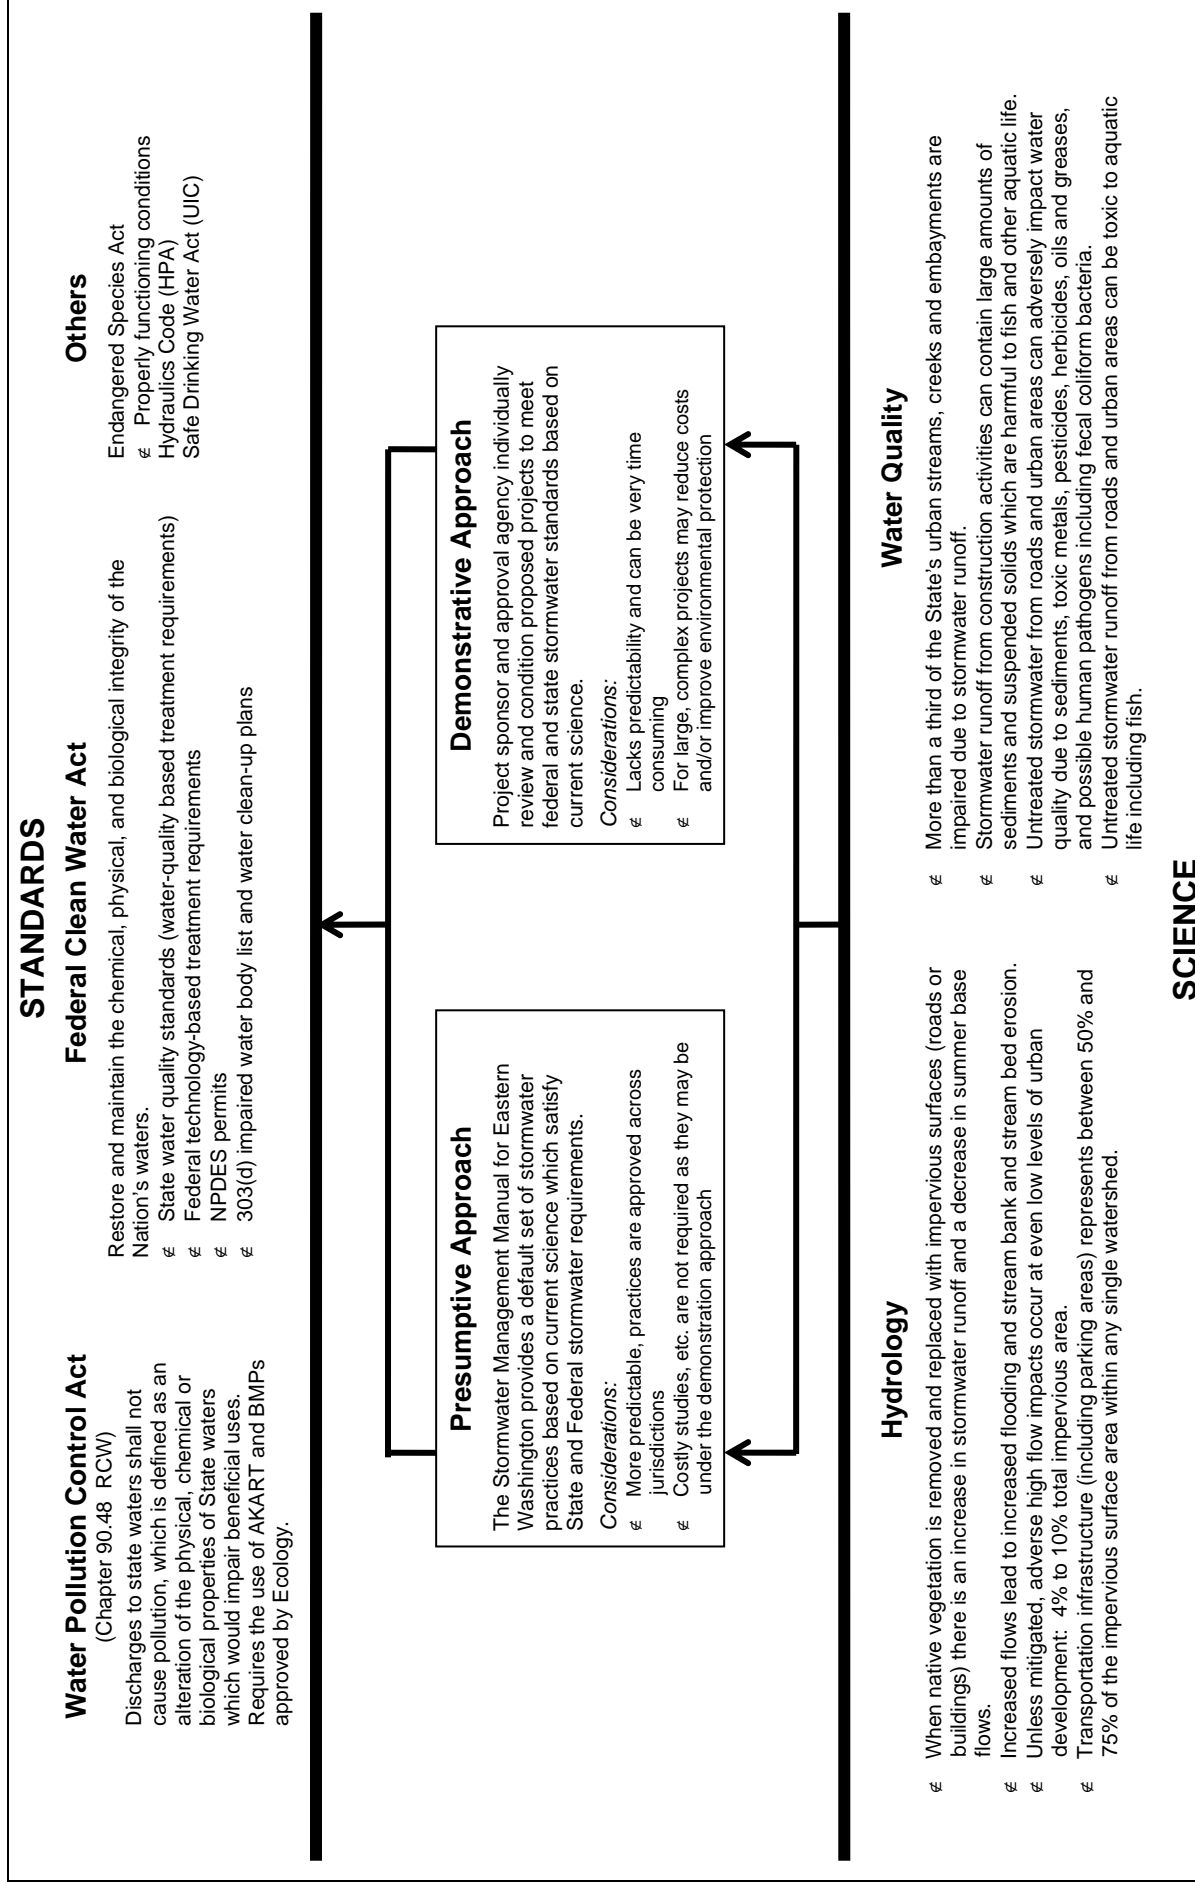 STANDARDS
Water Pollution Control Act
(Chapter 90.48 RCW)
Discharges to state waters shall not
cause pollution, which is defined as an
alteration of the physical, chemical or
biological properties of State waters
which would impair beneficial uses.
Requires the use of AKART and BMPs
approved by Ecology.
Federal Clean Water Act
Restore and maintain the chemical, physical, and biological integrity of the
Nation's waters.
∉ State water quality standards (water-quality based treatment requirements)
∉ Federal technology-based treatment requirements
∉ NPDES permits
∉ 303(d) impaired water body list and water clean-up plans
Others
Endangered Species Act
∉ Properly functioning conditions
Hydraulics Code (HPA)
Safe Drinking Water Act (UIC)
Presumptive Approach
The Stormwater Management Manual for Eastern
Washington provides a default set of stormwater
practices based on current science which satisfy
State and Federal stormwater requirements.
Considerations:
∉ More predictable, practices are approved across
jurisdictions
∉ Costly studies, etc. are not required as they may be
under the demonstration approach
Demonstrative Approach
Project sponsor and approval agency individually
review and condition proposed projects to meet
federal and state stormwater standards based on
current science.
Considerations:
∉ Lacks predictability and can be very time
consuming
∉ For large, complex projects may reduce costs
and/or improve environmental protection
Hydrology
∉ When native vegetation is removed and replaced with impervious surfaces (roads or
buildings) there is an increase in stormwater runoff and a decrease in summer base
flows.
∉ Increased flows lead to increased flooding and stream bank and stream bed erosion.
∉ Unless mitigated, adverse high flow impacts occur at even low levels of urban
development: 4% to 10% total impervious area.
∉ Transportation infrastructure (including parking areas) represents between 50% and
75% of the impervious surface area within any single watershed.
Water Quality
∉ More than a third of the State's urban streams, creeks and embayments are
impaired due to stormwater runoff.
∉ Stormwater runoff from construction activities can contain large amounts of
sediments and suspended solids which are harmful to fish and other aquatic life.
∉ Untreated stormwater from roads and urban areas can adversely impact water
quality due to sediments, toxic metals, pesticides, herbicides, oils and greases,
and possible human pathogens including fecal coliform bacteria.
∉ Untreated stormwater runoff from roads and urban areas can be toxic to aquatic
life including fish.
SCIENCE